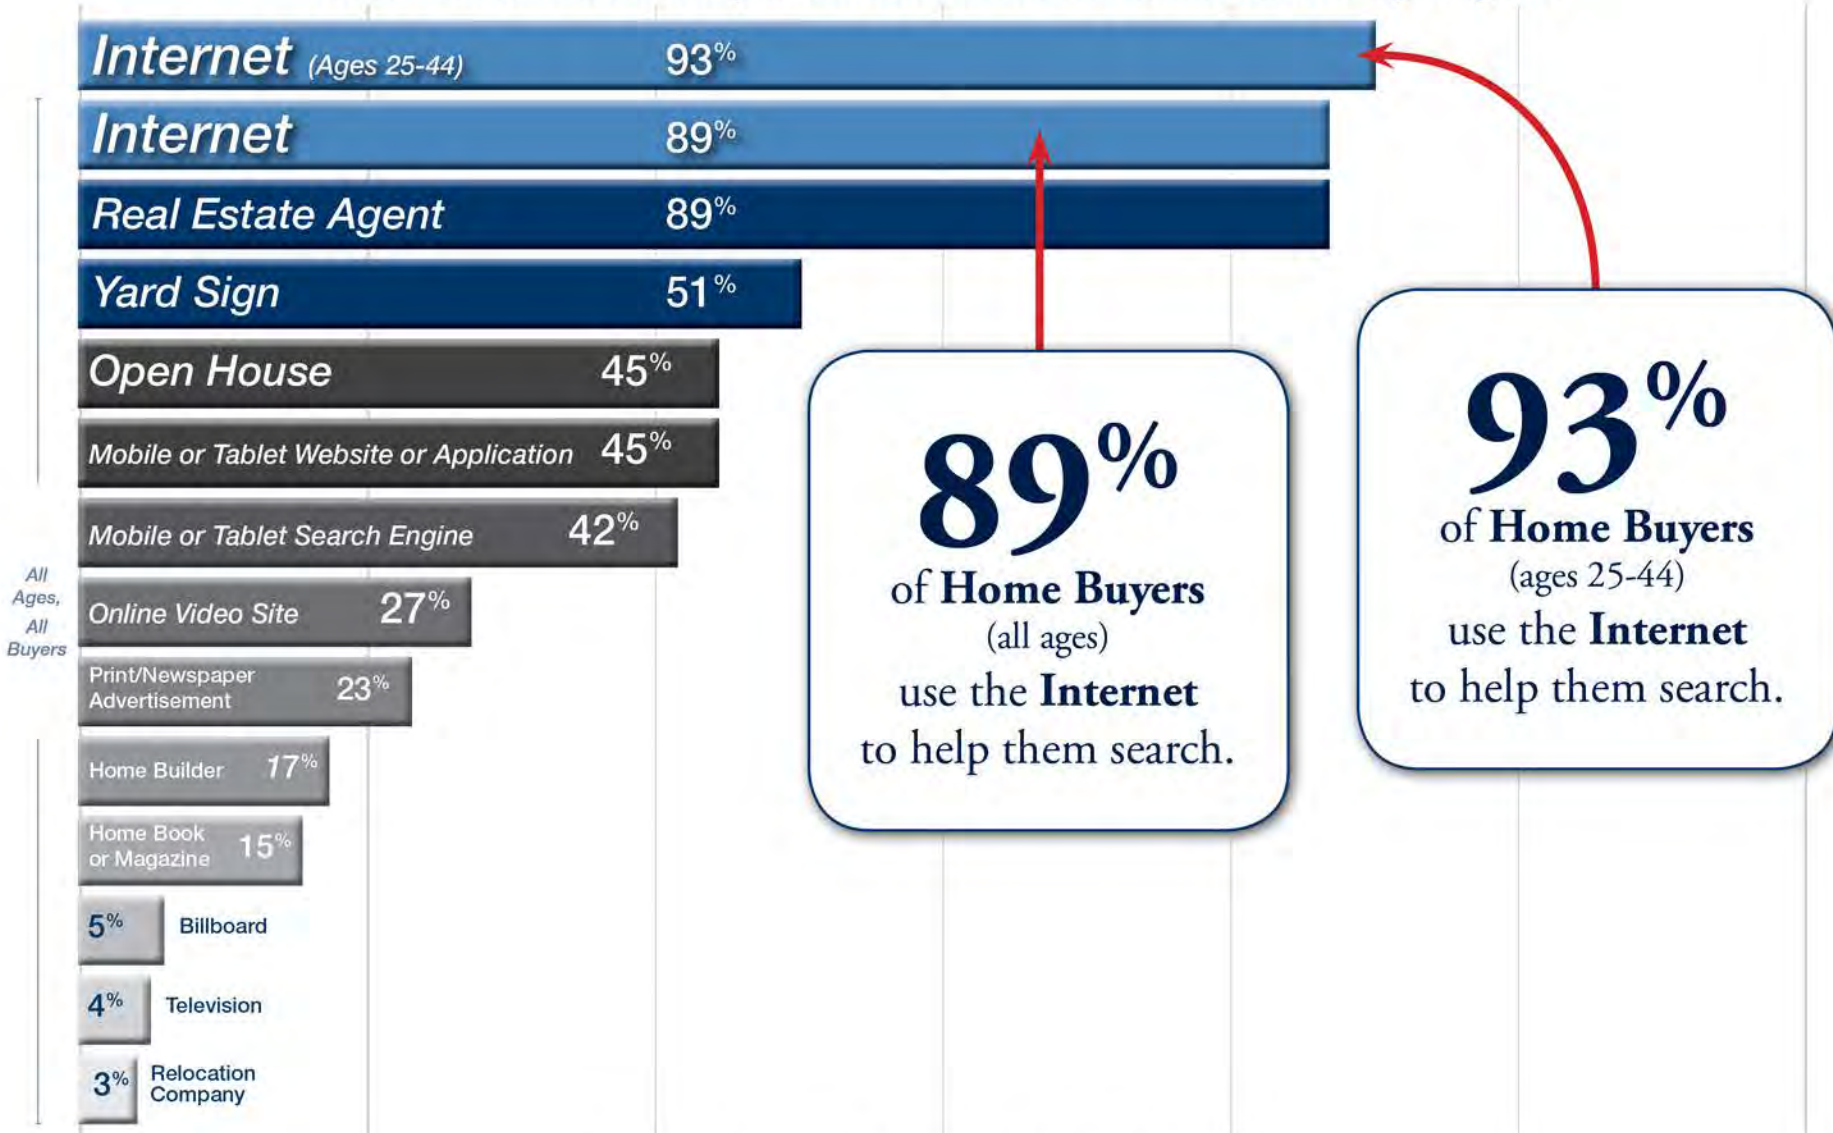 Internet (Ages 25-44) 93%
Internet 89%
Real Estate Agent 89%
Yard Sign 51%
Open House 45%
Mobile or Tablet Website or Application 45%
Mobile or Tablet Search Engine 42%
Online Video Site 27%
Print/Newspaper
Advertisement 23%
Home Builder 17%
Home Book
or Magazine 15%
5% Billboard
4% Television
3% Relocation
Company
All
Ages,
All
Buyers
89%
of Home Buyers
(all ages)
use the Internet
to help them search.
93%
of Home Buyers
(ages 25-44)
use the Internet
to help them search.